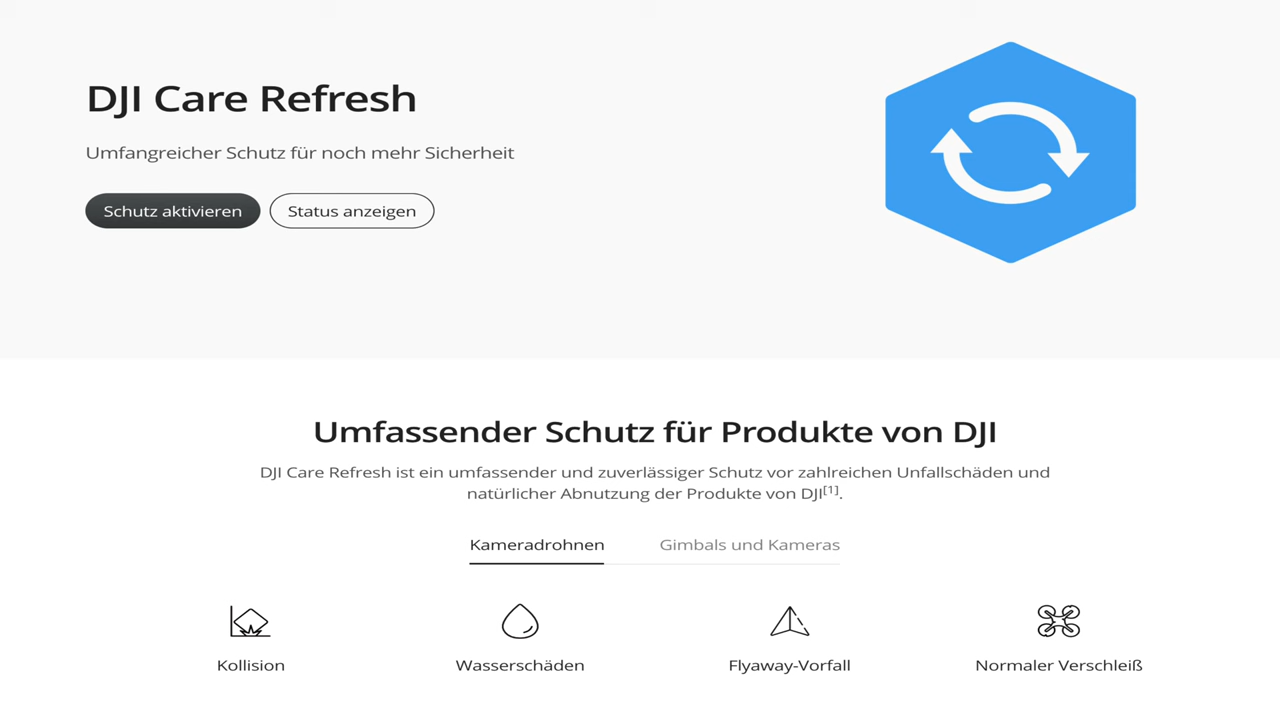 DJI Care Refresh
Umfangreicher Schutz für noch mehr Sicherheit
Schutz aktivieren
Status anzeigen
Umfassender Schutz für Produkte von DJI
DJI Care Refresh ist ein umfassender und zuverlässiger Schutz vor zahlreichen Unfallschäden und
natürlicher Abnutzung der Produkte von DJI[1].
Kameradrohnen
Gimbals und Kameras
Kollision
Wasserschäden
Flyaway-Vorfall
Normaler Verschleiß